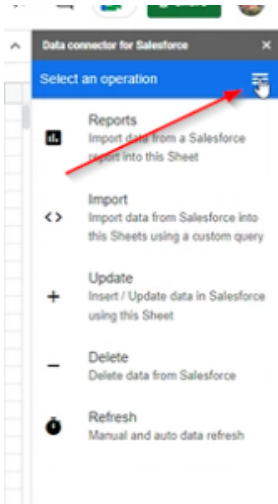 Data connector for Salesforce
Select an operation
Reports
Import data from a Salesforce
report into this Sheet
Import
Import data from Salesforce into
this Sheets using a custom query
Update
Insert / Update data in Salesforce
using this Sheet
Delete
Delete data from Salesforce
Refresh
Manual and auto data refresh